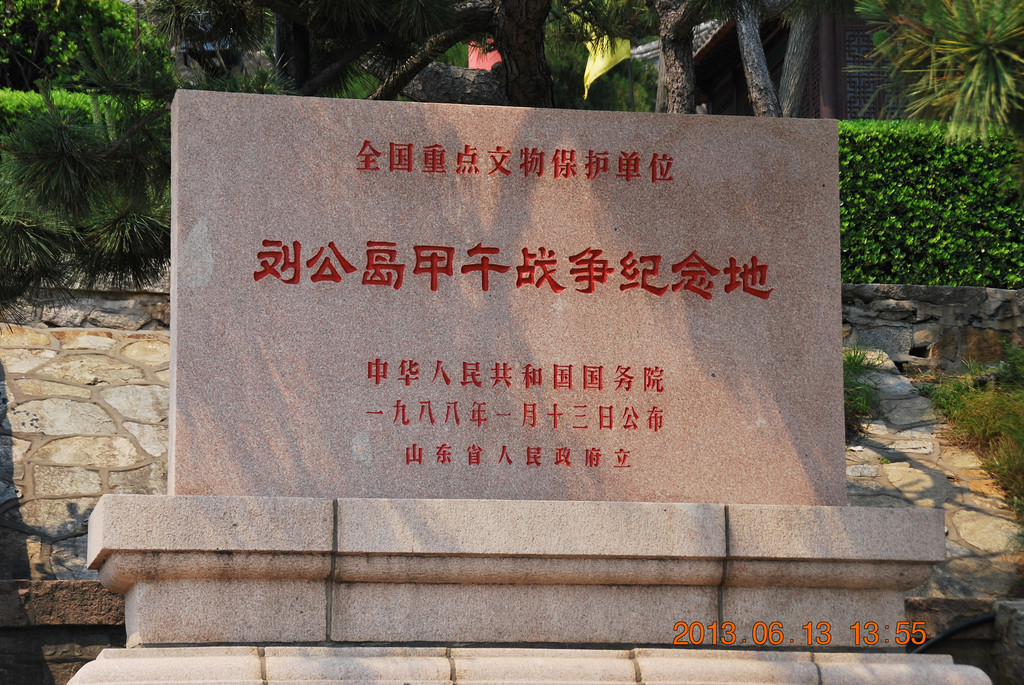 全国重点文物保护单位
刘公岛甲午战争纪念地
中华人民共和国国务院
一九八八年一月十三日公布
山东省人民政府立
2013.06.13 13:55